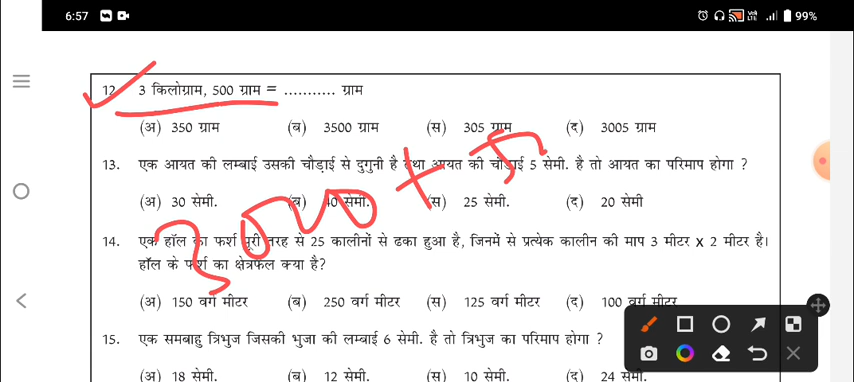 6:57 99%
12. 3 किलोग्राम, 500 ग्राम = ........... ग्राम
(अ) 350 ग्राम (ब) 3500 ग्राम (स) 305 ग्राम (द) 3005 ग्राम
13. एक आयत की लम्बाई उसकी चौड़ाई से दुगुनी है तथा आयत की चौड़ाई 5 सेमी. है तो आयत का परिमाप होगा ?
(अ) 30 सेमी. (ब) 40 सेमी. (स) 25 सेमी. (द) 20 सेमी
3000 + 5
14. एक हॉल का फर्श पूरी तरह से 25 कालीनों से ढका हुआ है, जिनमें से प्रत्येक कालीन की माप 3 मीटर x 2 मीटर है।
हॉल के फर्श का क्षेत्रफल क्या है?
(अ) 150 वर्ग मीटर (ब) 250 वर्ग मीटर (स) 125 वर्ग मीटर (द) 100 वर्ग मीटर
15. एक समबाहु त्रिभुज जिसकी भुजा की लम्बाई 6 सेमी. है तो त्रिभुज का परिमाप होगा ?
(अ) 18 सेमी. (ब) 12 सेमी. (स) 10 सेमी. (द) 24 सेमी.